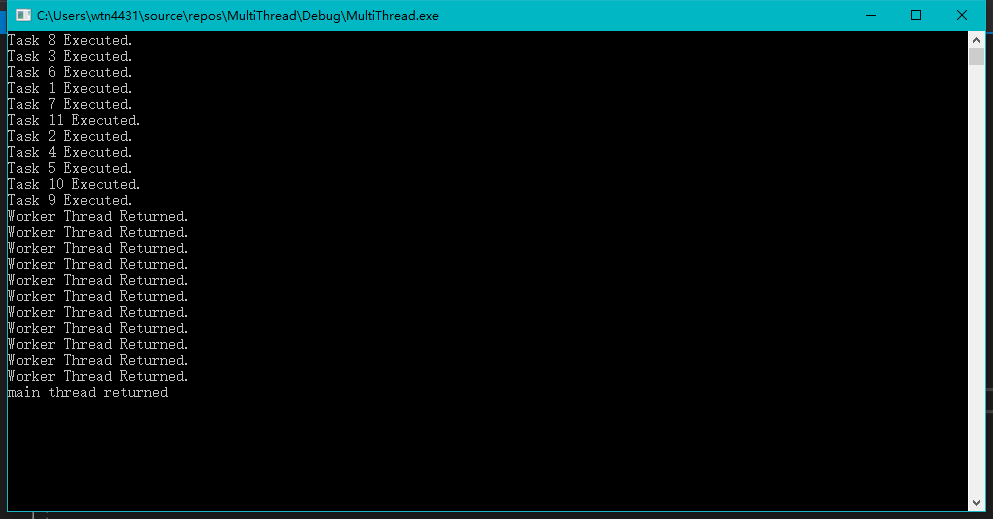 C:\Users\wtn4431\source\repos\MultiThread\Debug\MultiThread.exe
Task 8 Executed.
Task 3 Executed.
Task 6 Executed.
Task 1 Executed.
Task 7 Executed.
Task 11 Executed.
Task 2 Executed.
Task 4 Executed.
Task 5 Executed.
Task 10 Executed.
Task 9 Executed.
Worker Thread Returned.
Worker Thread Returned.
Worker Thread Returned.
Worker Thread Returned.
Worker Thread Returned.
Worker Thread Returned.
Worker Thread Returned.
Worker Thread Returned.
Worker Thread Returned.
Worker Thread Returned.
Worker Thread Returned.
main thread returned